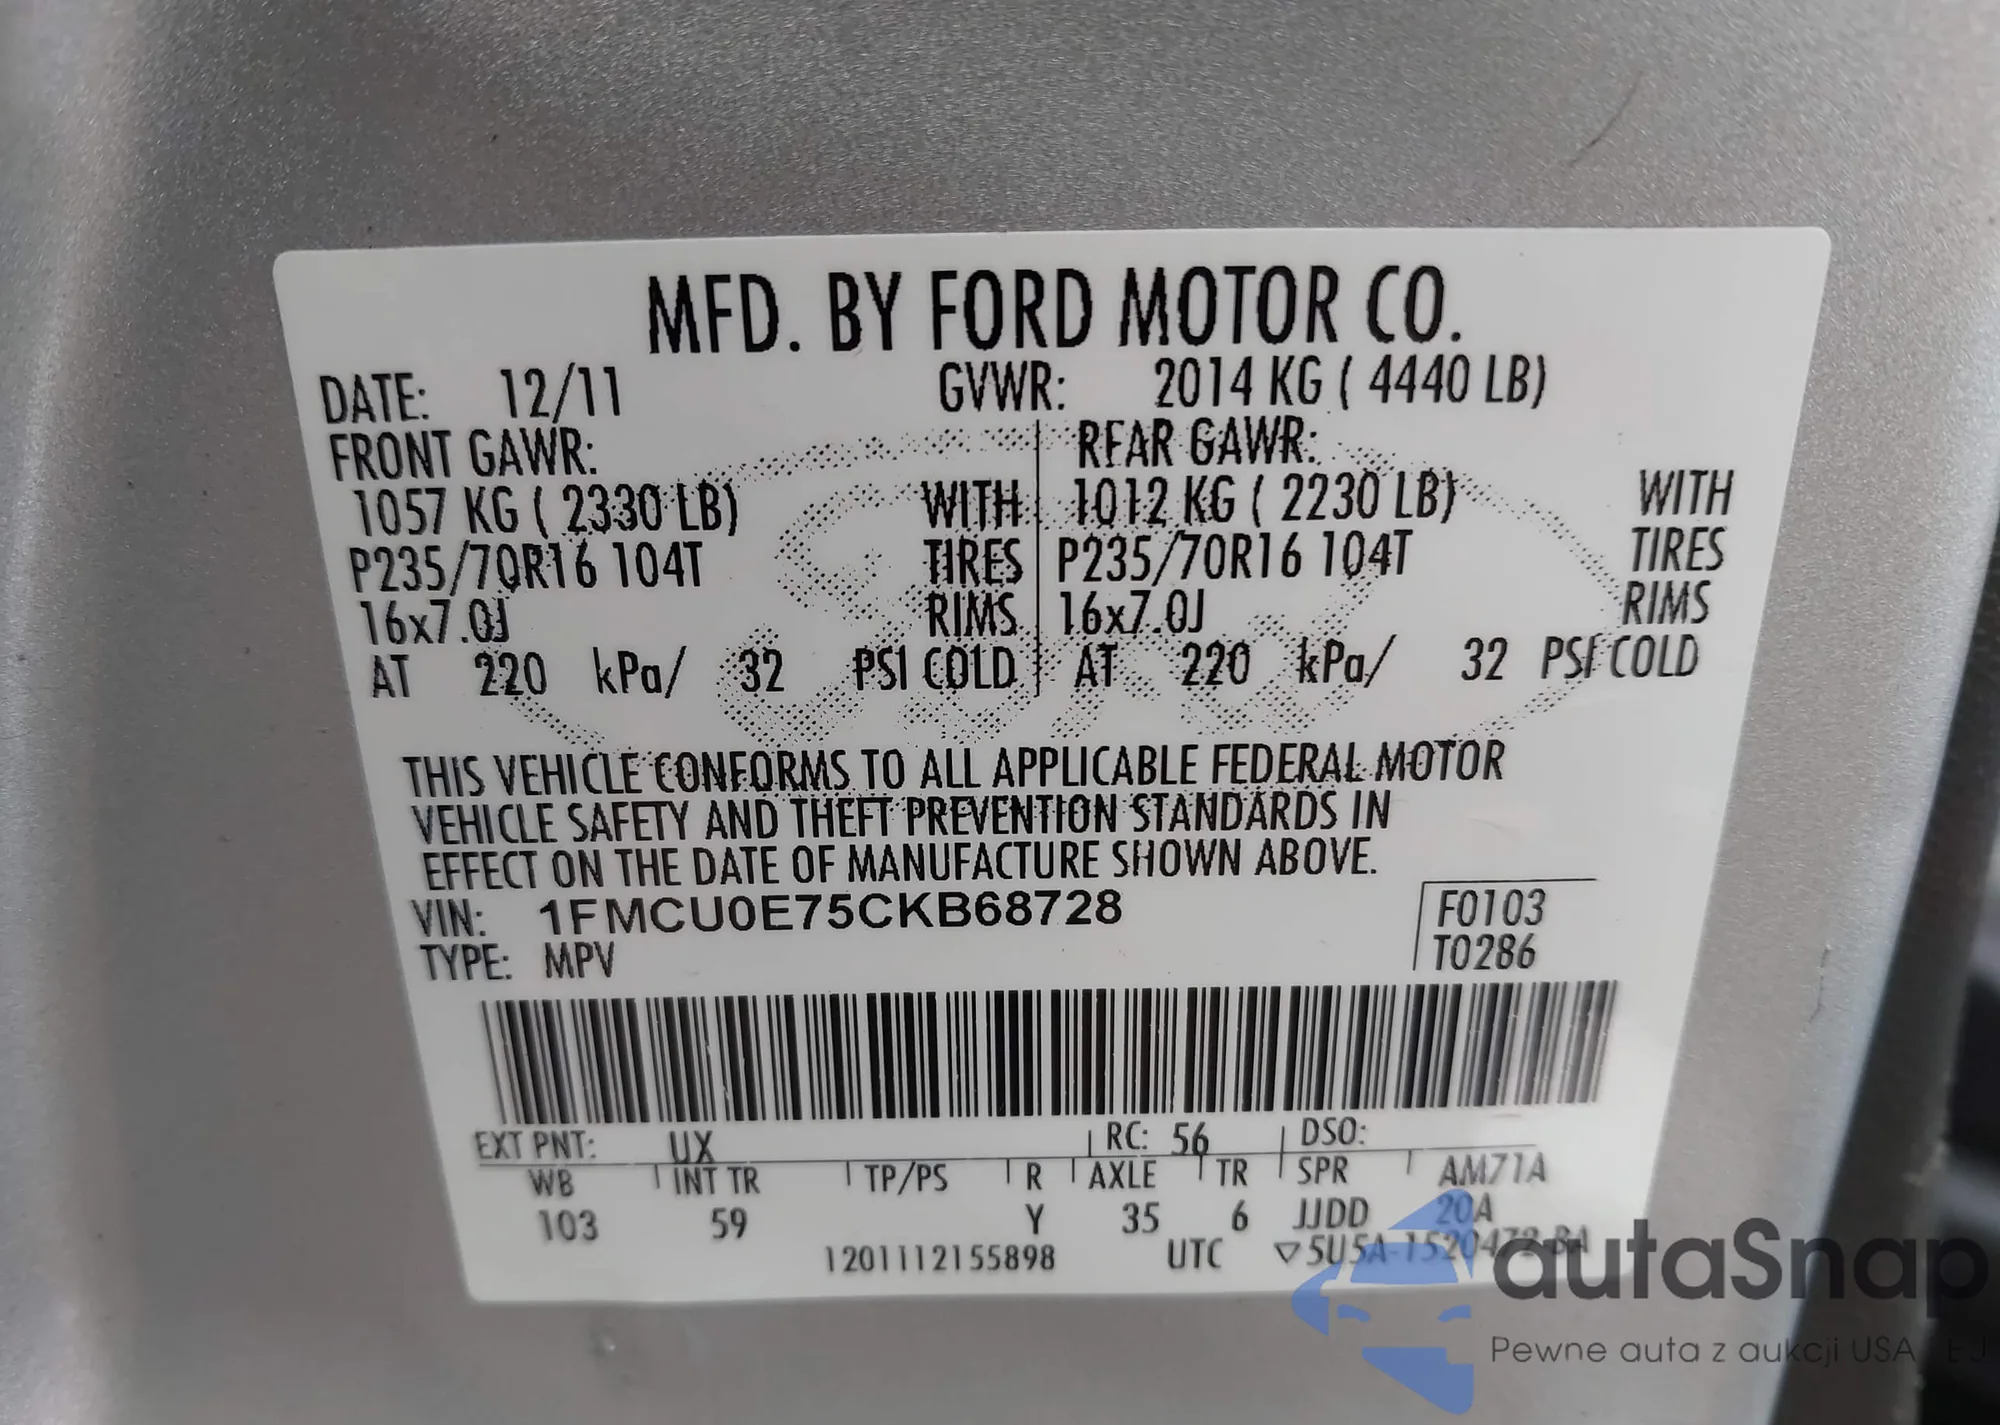 MFD. BY FORD MOTOR CO.
DATE: 12/11 GVWR: 2014 KG ( 4440 LB)
FRONT GAWR: REAR GAWR:
1057 KG ( 2330 LB) WITH 1012 KG ( 2230 LB) WITH
P235/70R16 104T TIRES P235/70R16 104T TIRES
16x7.0J RIMS 16x7.0J RIMS
AT 220 kPa/ 32 PSI COLD AT 220 kPa/ 32 PSI COLD
THIS VEHICLE CONFORMS TO ALL APPLICABLE FEDERAL MOTOR
VEHICLE SAFETY AND THEFT PREVENTION STANDARDS IN
EFFECT ON THE DATE OF MANUFACTURE SHOWN ABOVE.
VIN: 1FMCU0E75CKB68728 F0103
TYPE: MPV T0286
EXT PNT: UX RC: 56 DSO:
WB INT TR TP/PS R AXLE TR SPR AM71A
103 59 Y 35 6 JJDD 20A
1201112155898 UTC ▽5U5A-1520472-BA
autaSnap
Pewne auta z aukcji USA